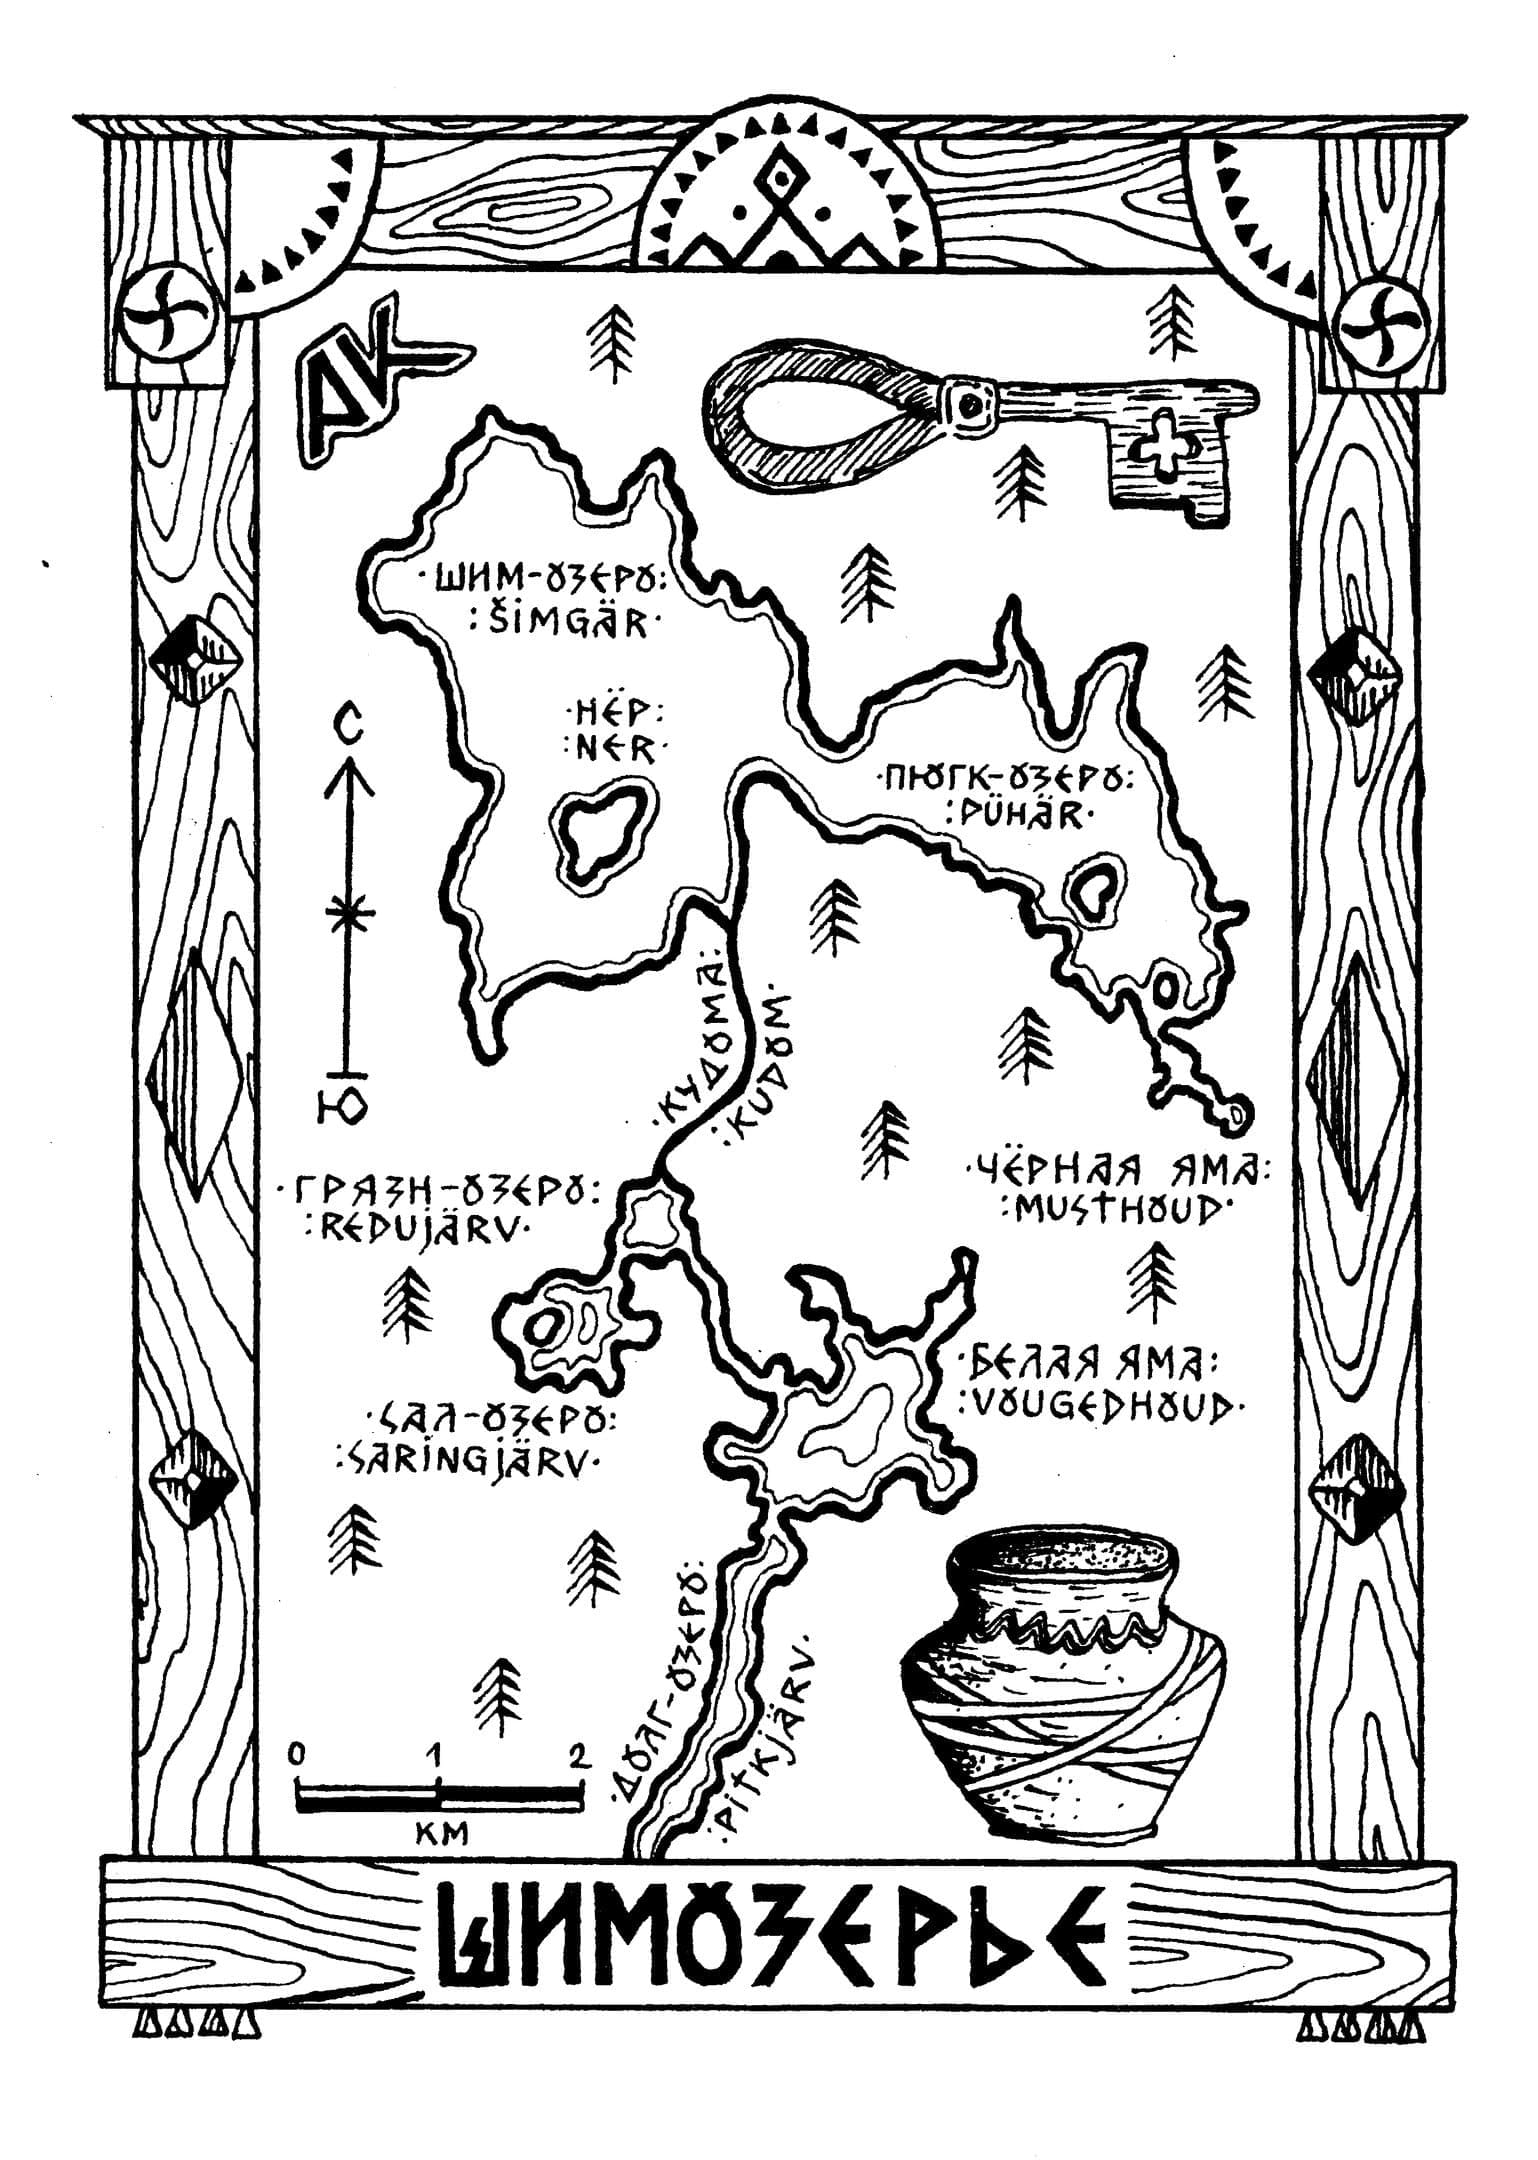 АК
·ШИМ-ОЗЕРО:
:ŠIMGÄR·
·НЁР:
:NER·
С
Ю
·ПЮГК-ОЗЕРО:
:PÜHÄR·
·КУДОМА:
:KUDOM·
·ГРЯЗН-ОЗЕРО:
:REDUJÄRV·
·ЧЁРНАЯ ЯМА:
:MUSTHOUD·
·БЕЛАЯ ЯМА:
:VOUGEDHOUD·
·SАЛ-ОЗЕРО:
:SARINGJÄRV·
·ДОЛГ-ОЗЕРО:
:PITKJÄRV·
0 1 2
КМ
ШИМОЗЕРЬЕ